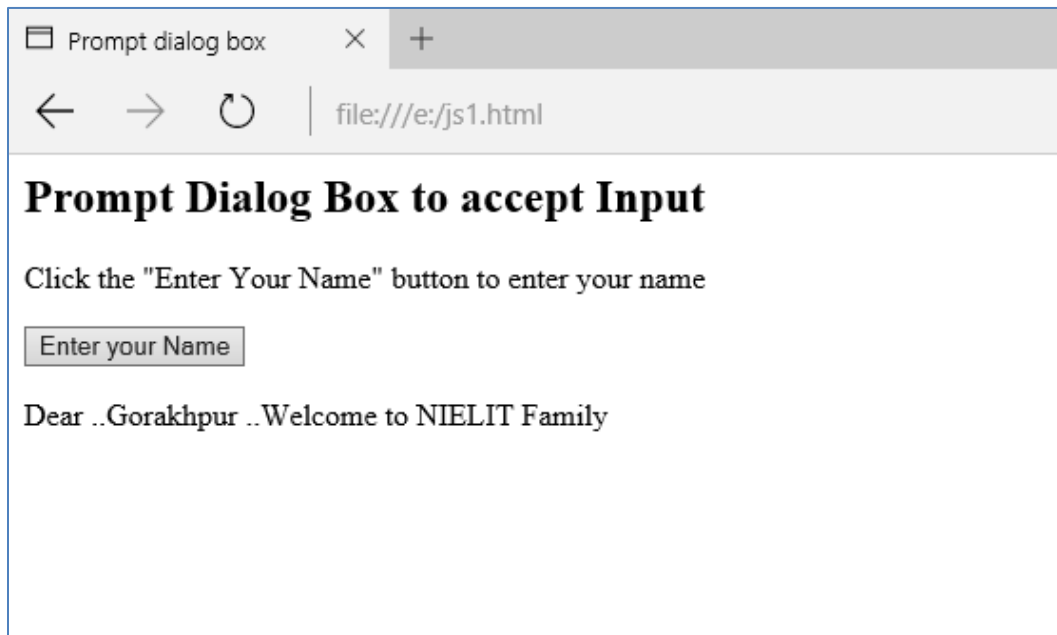 Prompt dialog box
file:///e:/js1.html
Prompt Dialog Box to accept Input
Click the "Enter Your Name" button to enter your name
Enter your Name
Dear ..Gorakhpur ..Welcome to NIELIT Family